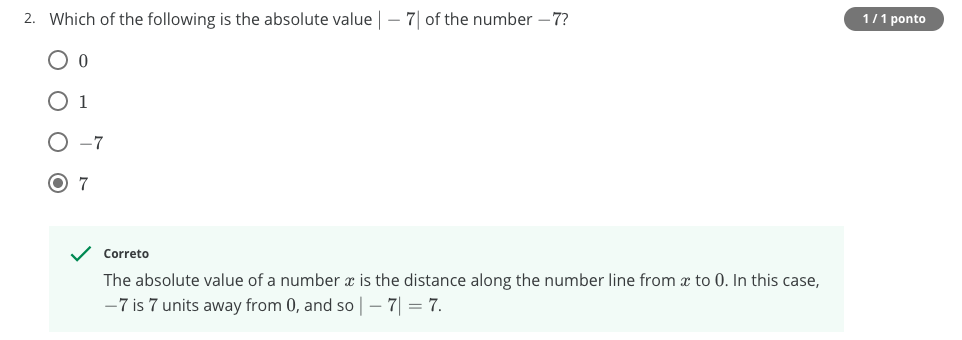 2. Which of the following is the absolute value | − 7| of the number −7?
1 / 1 ponto
0
1
−7
7
Correto
The absolute value of a number x is the distance along the number line from x to 0. In this case,
−7 is 7 units away from 0, and so | − 7| = 7.